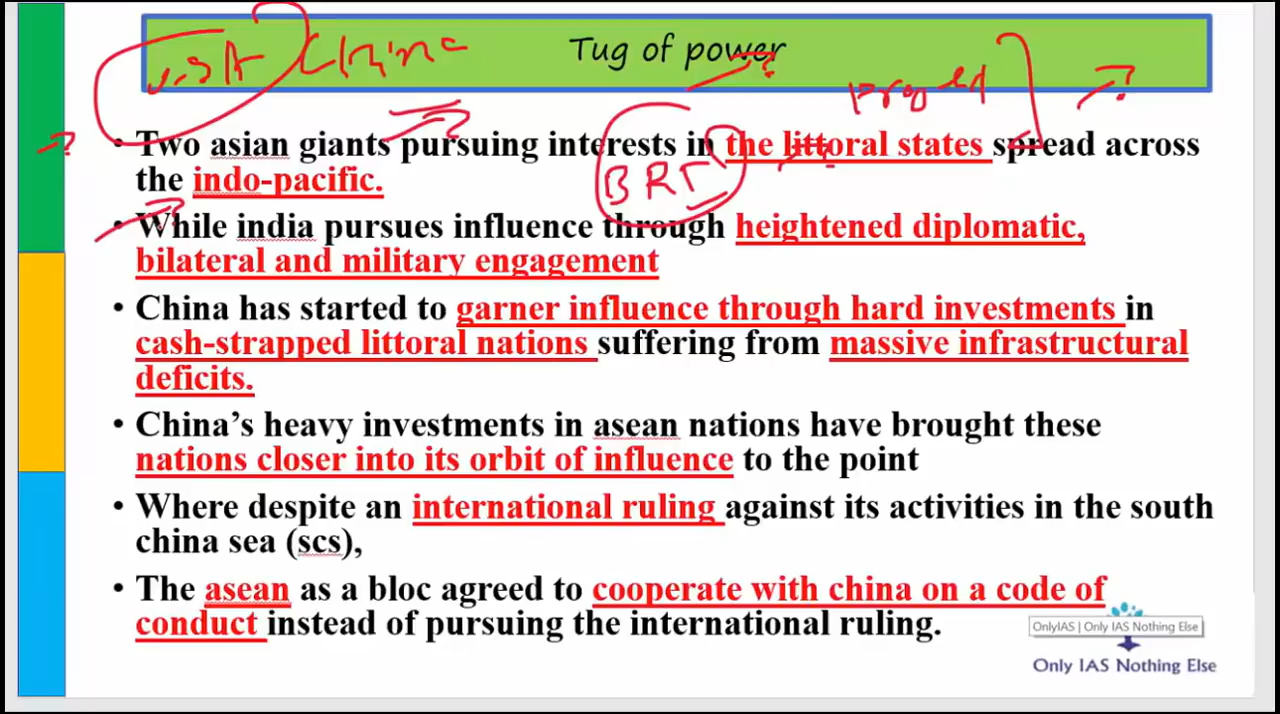 Tug of power
U.S.A China
Project
• Two asian giants pursuing interests in the littoral states spread across
the indo-pacific.
BRI
• While india pursues influence through heightened diplomatic,
bilateral and military engagement
• China has started to garner influence through hard investments in
cash-strapped littoral nations suffering from massive infrastructural
deficits.
• China's heavy investments in asean nations have brought these
nations closer into its orbit of influence to the point
• Where despite an international ruling against its activities in the south
china sea (scs),
• The asean as a bloc agreed to cooperate with china on a code of
conduct instead of pursuing the international ruling.
OnlyIAS | Only IAS Nothing Else
Only IAS Nothing Else